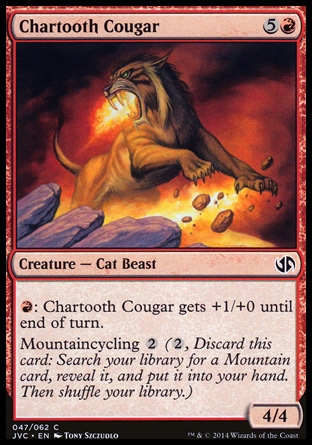 Chartooth Cougar 5
Creature — Cat Beast
: Chartooth Cougar gets +1/+0 until
end of turn.
Mountaincycling 2 (2, Discard this
card: Search your library for a Mountain
card, reveal it, and put it into your hand.
Then shuffle your library.)
4/4
047/062 C
JVC • EN Tony Szczudlo ™ & © 2014 Wizards of the Coast